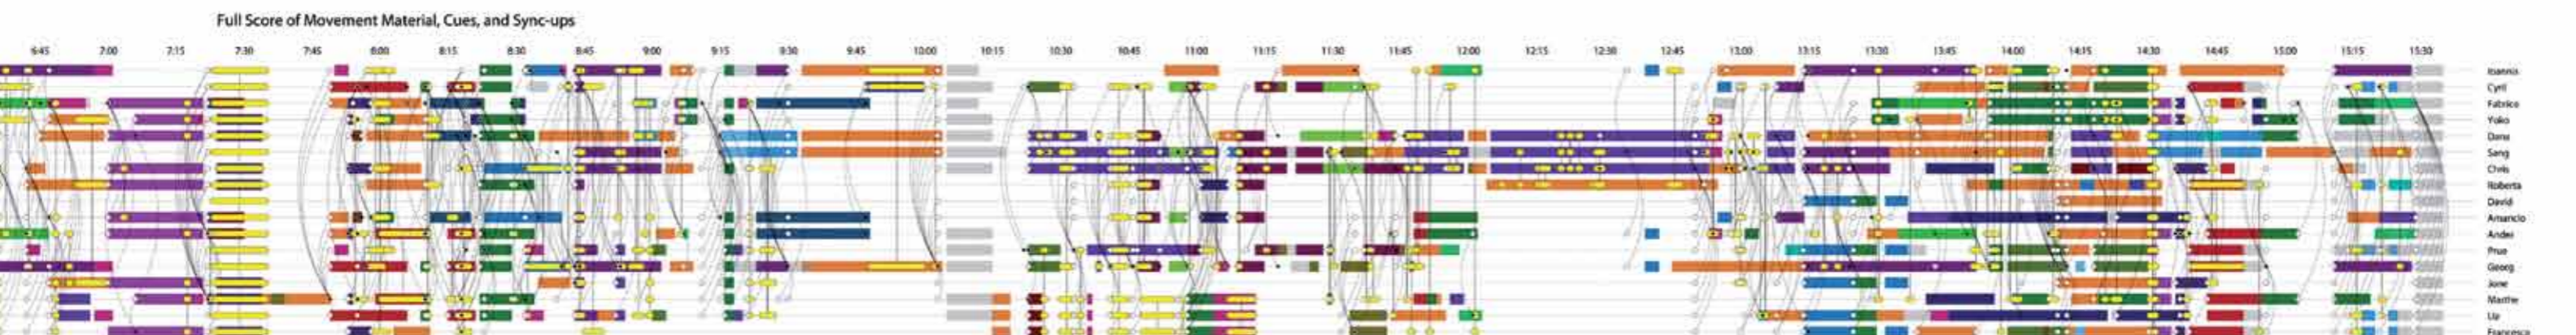 Full Score of Movement Material, Cues, and Sync-ups
6:45 7:00 7:15 7:30 7:45 8:00 8:15 8:30 8:45 9:00 9:15 9:30 9:45 10:00 10:15 10:30 10:45 11:00 11:15 11:30 11:45 12:00 12:15 12:30 12:45 13:00 13:15 13:30 13:45 14:00 14:15 14:30 14:45 15:00 15:15 15:30
Ioannis
Cyril
Fabrice
Yoko
Dana
Sang
Chris
Roberta
David
Amancio
Ander
Prue
Georg
Jone
Marthe
Liz
Francesca